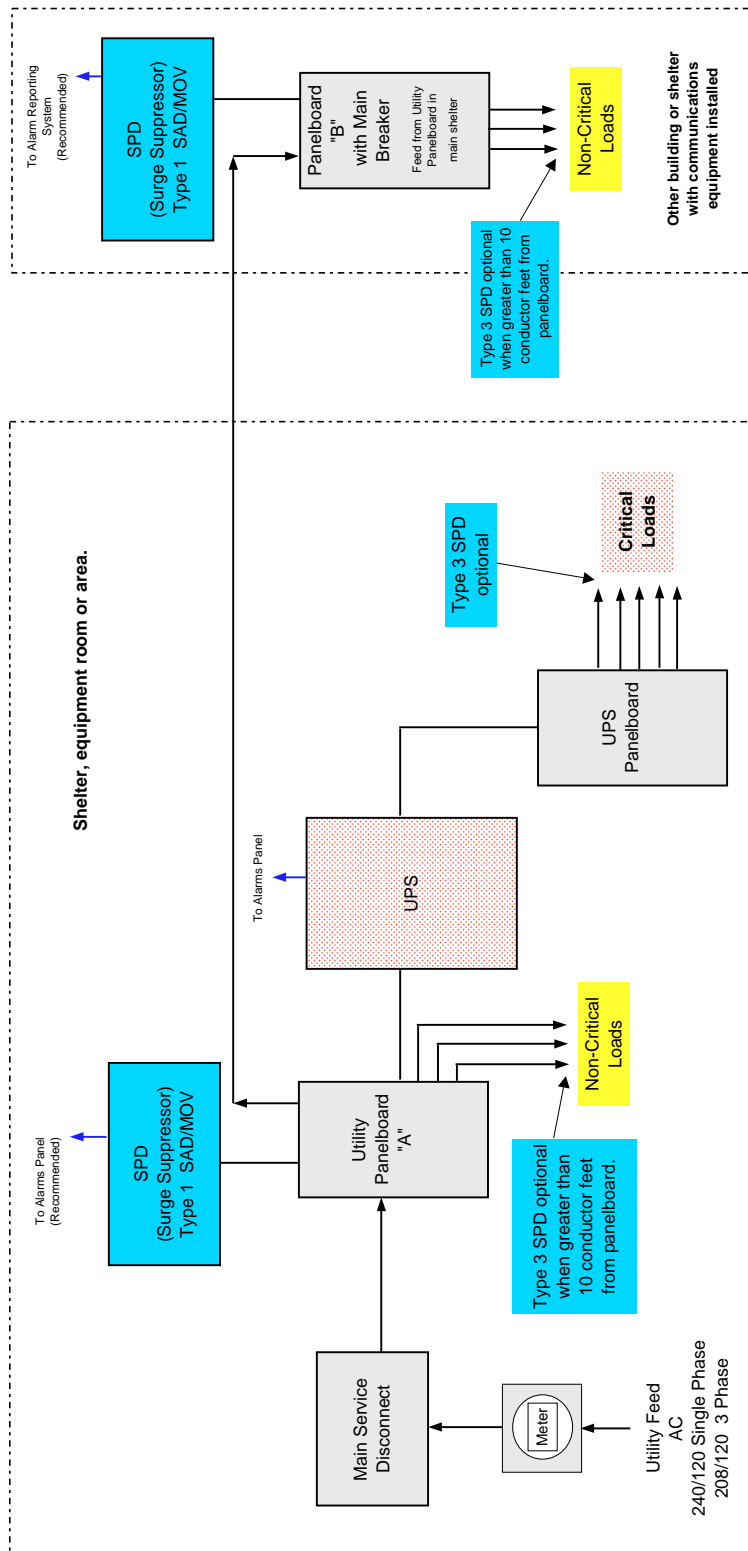 Shelter, equipment room or area.
To Alarms Panel
(Recommended)
SPD
(Surge Suppressor)
Type 1 SAD/MOV
Utility
Panelboard
"A"
Main Service
Disconnect
Meter
Utility Feed
AC
240/120 Single Phase
208/120 3 Phase
Type 3 SPD optional
when greater than
10 conductor feet
from panelboard.
Non-Critical
Loads
To Alarms Panel
UPS
UPS
Panelboard
Type 3 SPD
optional
Critical
Loads
To Alarm Reporting
System
(Recommended)
SPD
(Surge Suppressor)
Type 1 SAD/MOV
Panelboard
"B"
with Main
Breaker
Feed from Utility
Panelboard in
main shelter
Type 3 SPD optional
when greater than 10
conductor feet from
panelboard.
Non-Critical
Loads
Other building or shelter
with communications
equipment installed